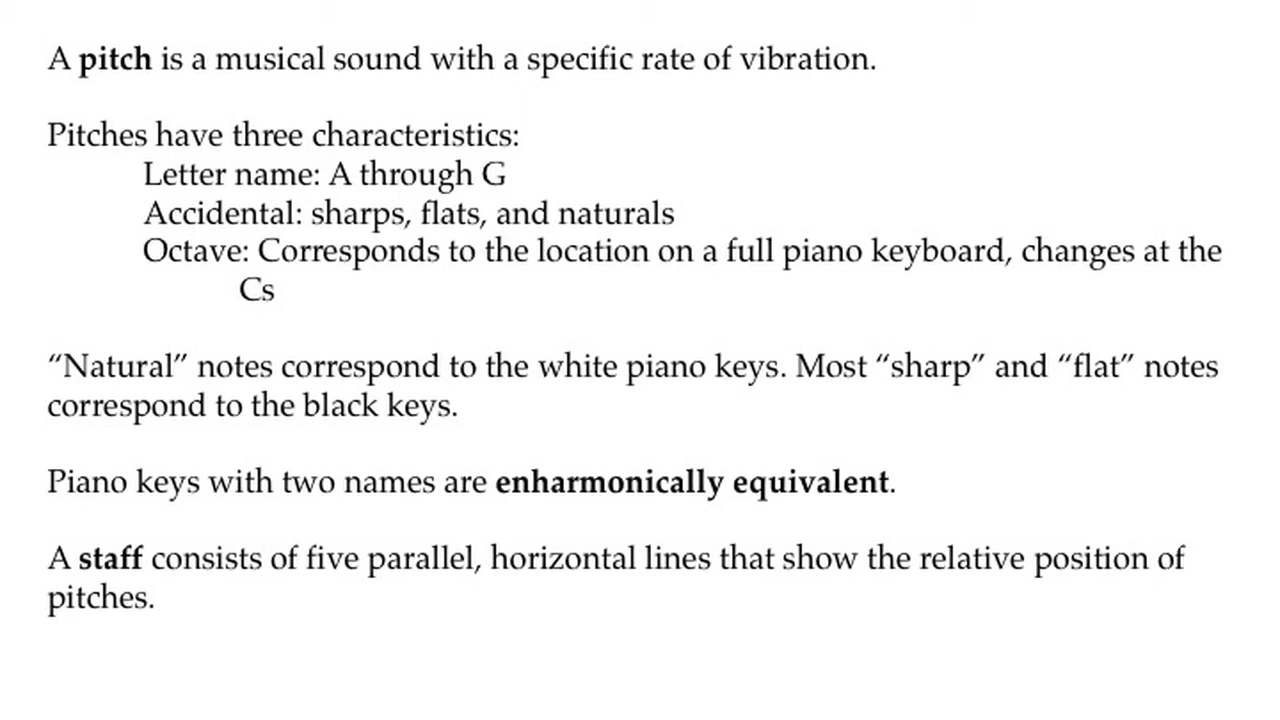 A pitch is a musical sound with a specific rate of vibration.
Pitches have three characteristics:
Letter name: A through G
Accidental: sharps, flats, and naturals
Octave: Corresponds to the location on a full piano keyboard, changes at the
Cs
“Natural” notes correspond to the white piano keys. Most “sharp” and “flat” notes
correspond to the black keys.
Piano keys with two names are enharmonically equivalent.
A staff consists of five parallel, horizontal lines that show the relative position of
pitches.